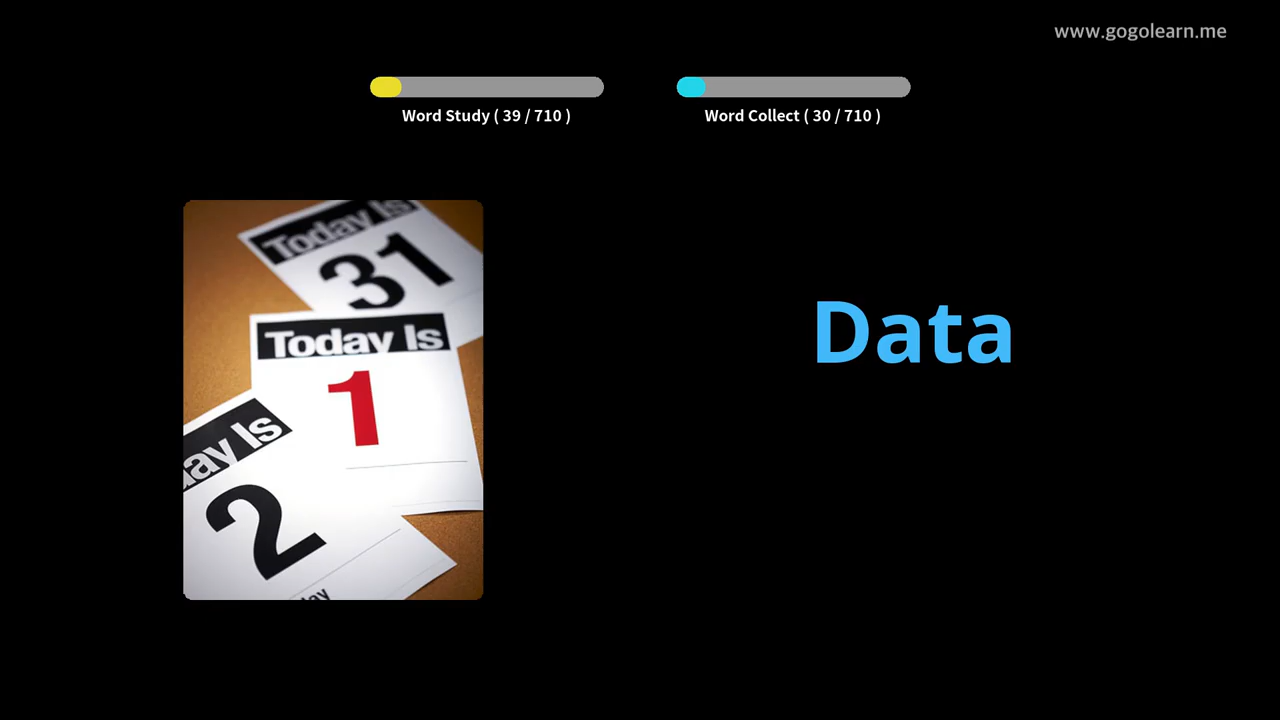 www.gogolearn.me
Word Study ( 39 / 710 )
Word Collect ( 30 / 710 )
Today Is
31
Today Is
1
ay Is
2
Data